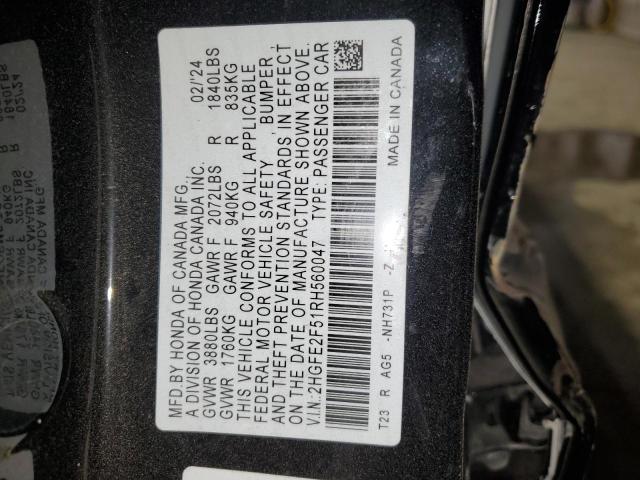 MFD.BY HONDA OF CANADA MFG. 02/'24
A DIVISION OF HONDA CANADA INC.
GVWR 3880LBS GAWR F 2072LBS R 1840LBS
GVWR 1760KG GAWR F 940KG R 835KG
THIS VEHICLE CONFORMS TO ALL APPLICABLE
FEDERAL MOTOR VEHICLE SAFETY , BUMPER ,
AND THEFT PREVENTION STANDARDS IN EFFECT
ON THE DATE OF MANUFACTURE SHOWN ABOVE.
V.I.N:2HGFE2F51RH560047 TYPE: PASSENGER CAR
T23 R AG5 -NH731P -Z
MADE IN CANADA